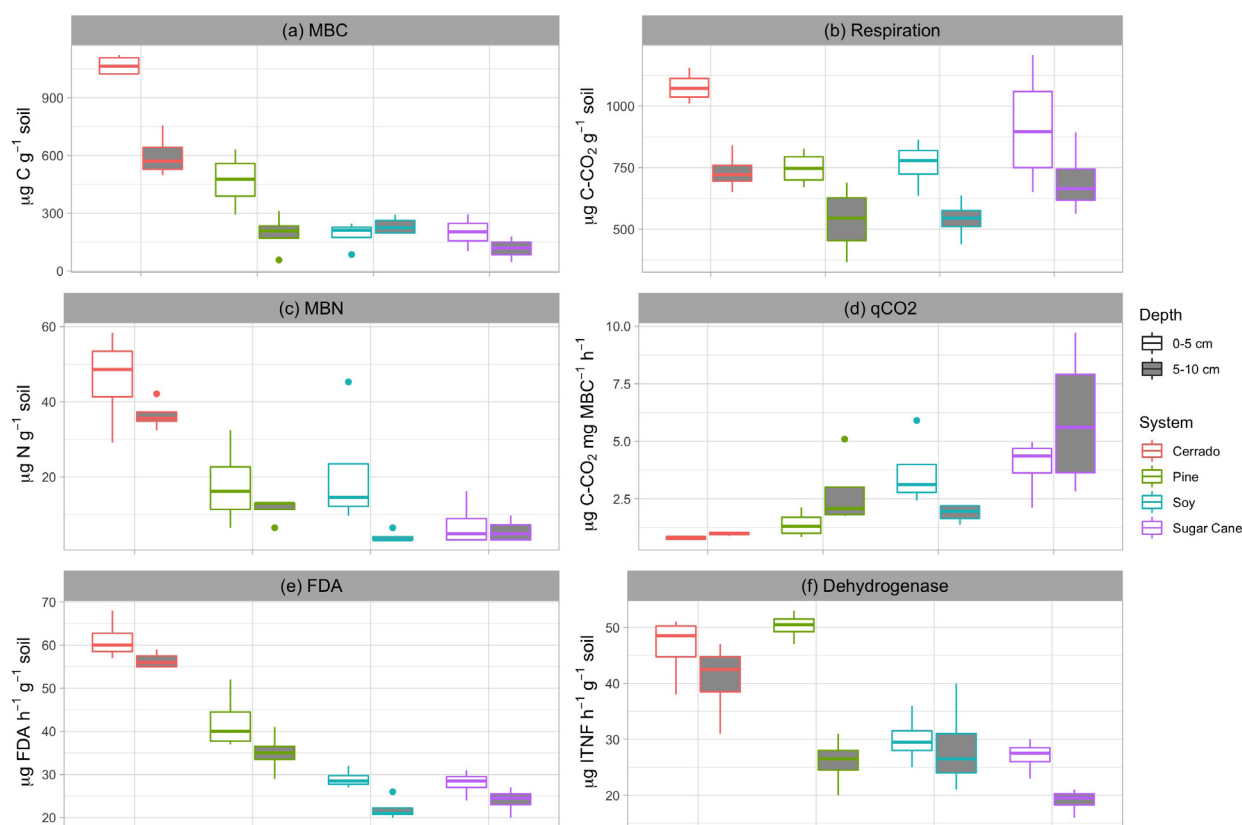 (a) MBC
µg C g⁻¹ soil
900
600
300
0
(b) Respiration
µg C-CO₂ g⁻¹ soil
1000
750
500
(c) MBN
µg N g⁻¹ soil
60
40
20
(d) qCO2
µg C-CO₂ mg MBC⁻¹ h⁻¹
10.0
7.5
5.0
2.5
Depth
0-5 cm
5-10 cm
System
Cerrado
Pine
Soy
Sugar Cane
(e) FDA
µg FDA h⁻¹ g⁻¹ soil
70
60
50
40
30
20
(f) Dehydrogenase
µg ITNF h⁻¹ g⁻¹ soil
50
40
30
20